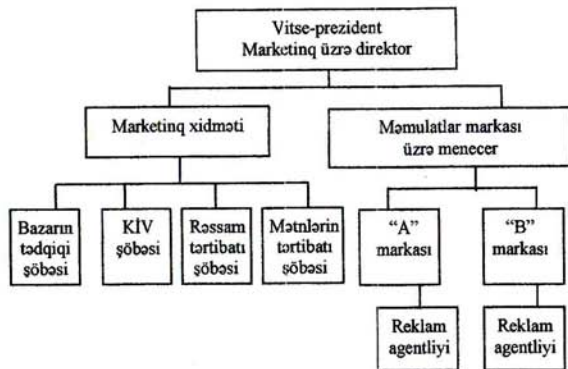 Vitse-prezident
Marketinq üzrə direktor
Marketinq xidməti
Məmulatlar markası
üzrə menecer
Bazarın
tədqiqi
şöbəsi
KİV
şöbəsi
Rəssam
tərtibatı
şöbəsi
Mətnlərin
tərtibatı
şöbəsi
“A”
markası
“B”
markası
Reklam
agentliyi
Reklam
agentliyi